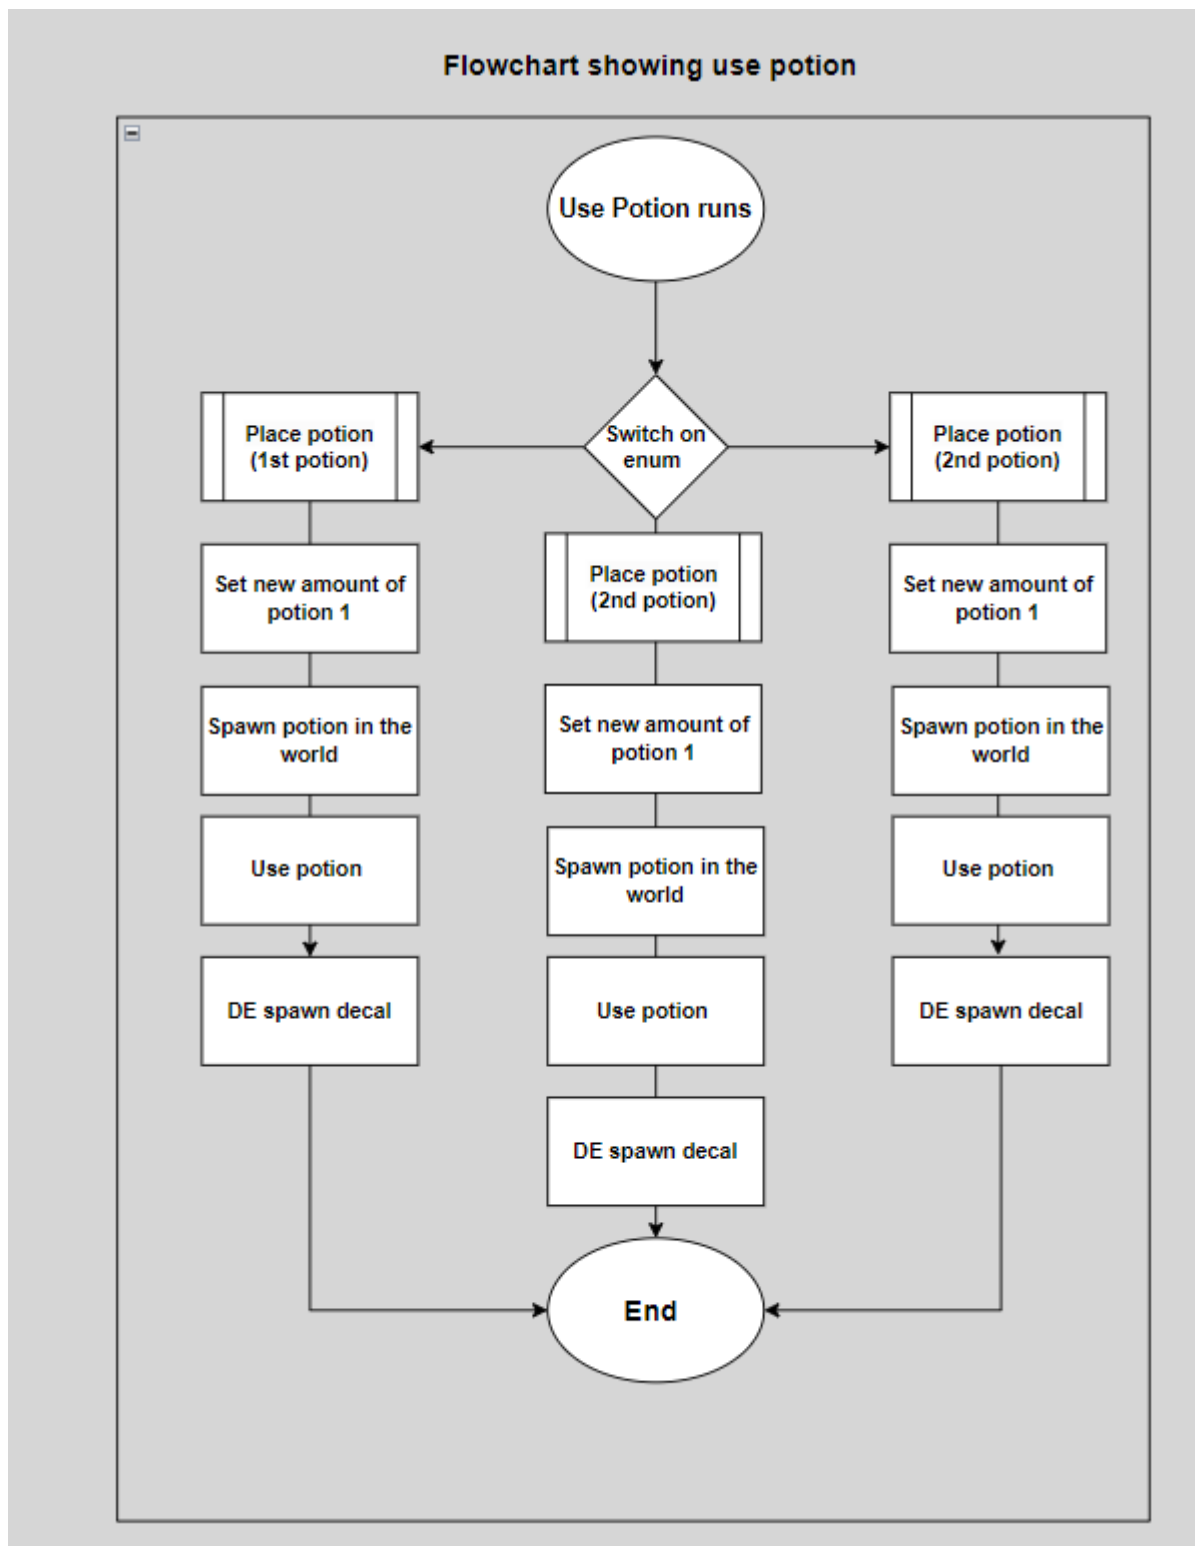 Flowchart showing use potion
Use Potion runs
Switch on
enum
Place potion
(1st potion)
Set new amount of
potion 1
Spawn potion in the
world
Use potion
DE spawn decal
Place potion
(2nd potion)
Set new amount of
potion 1
Spawn potion in the
world
Use potion
DE spawn decal
Place potion
(2nd potion)
Set new amount of
potion 1
Spawn potion in the
world
Use potion
DE spawn decal
End